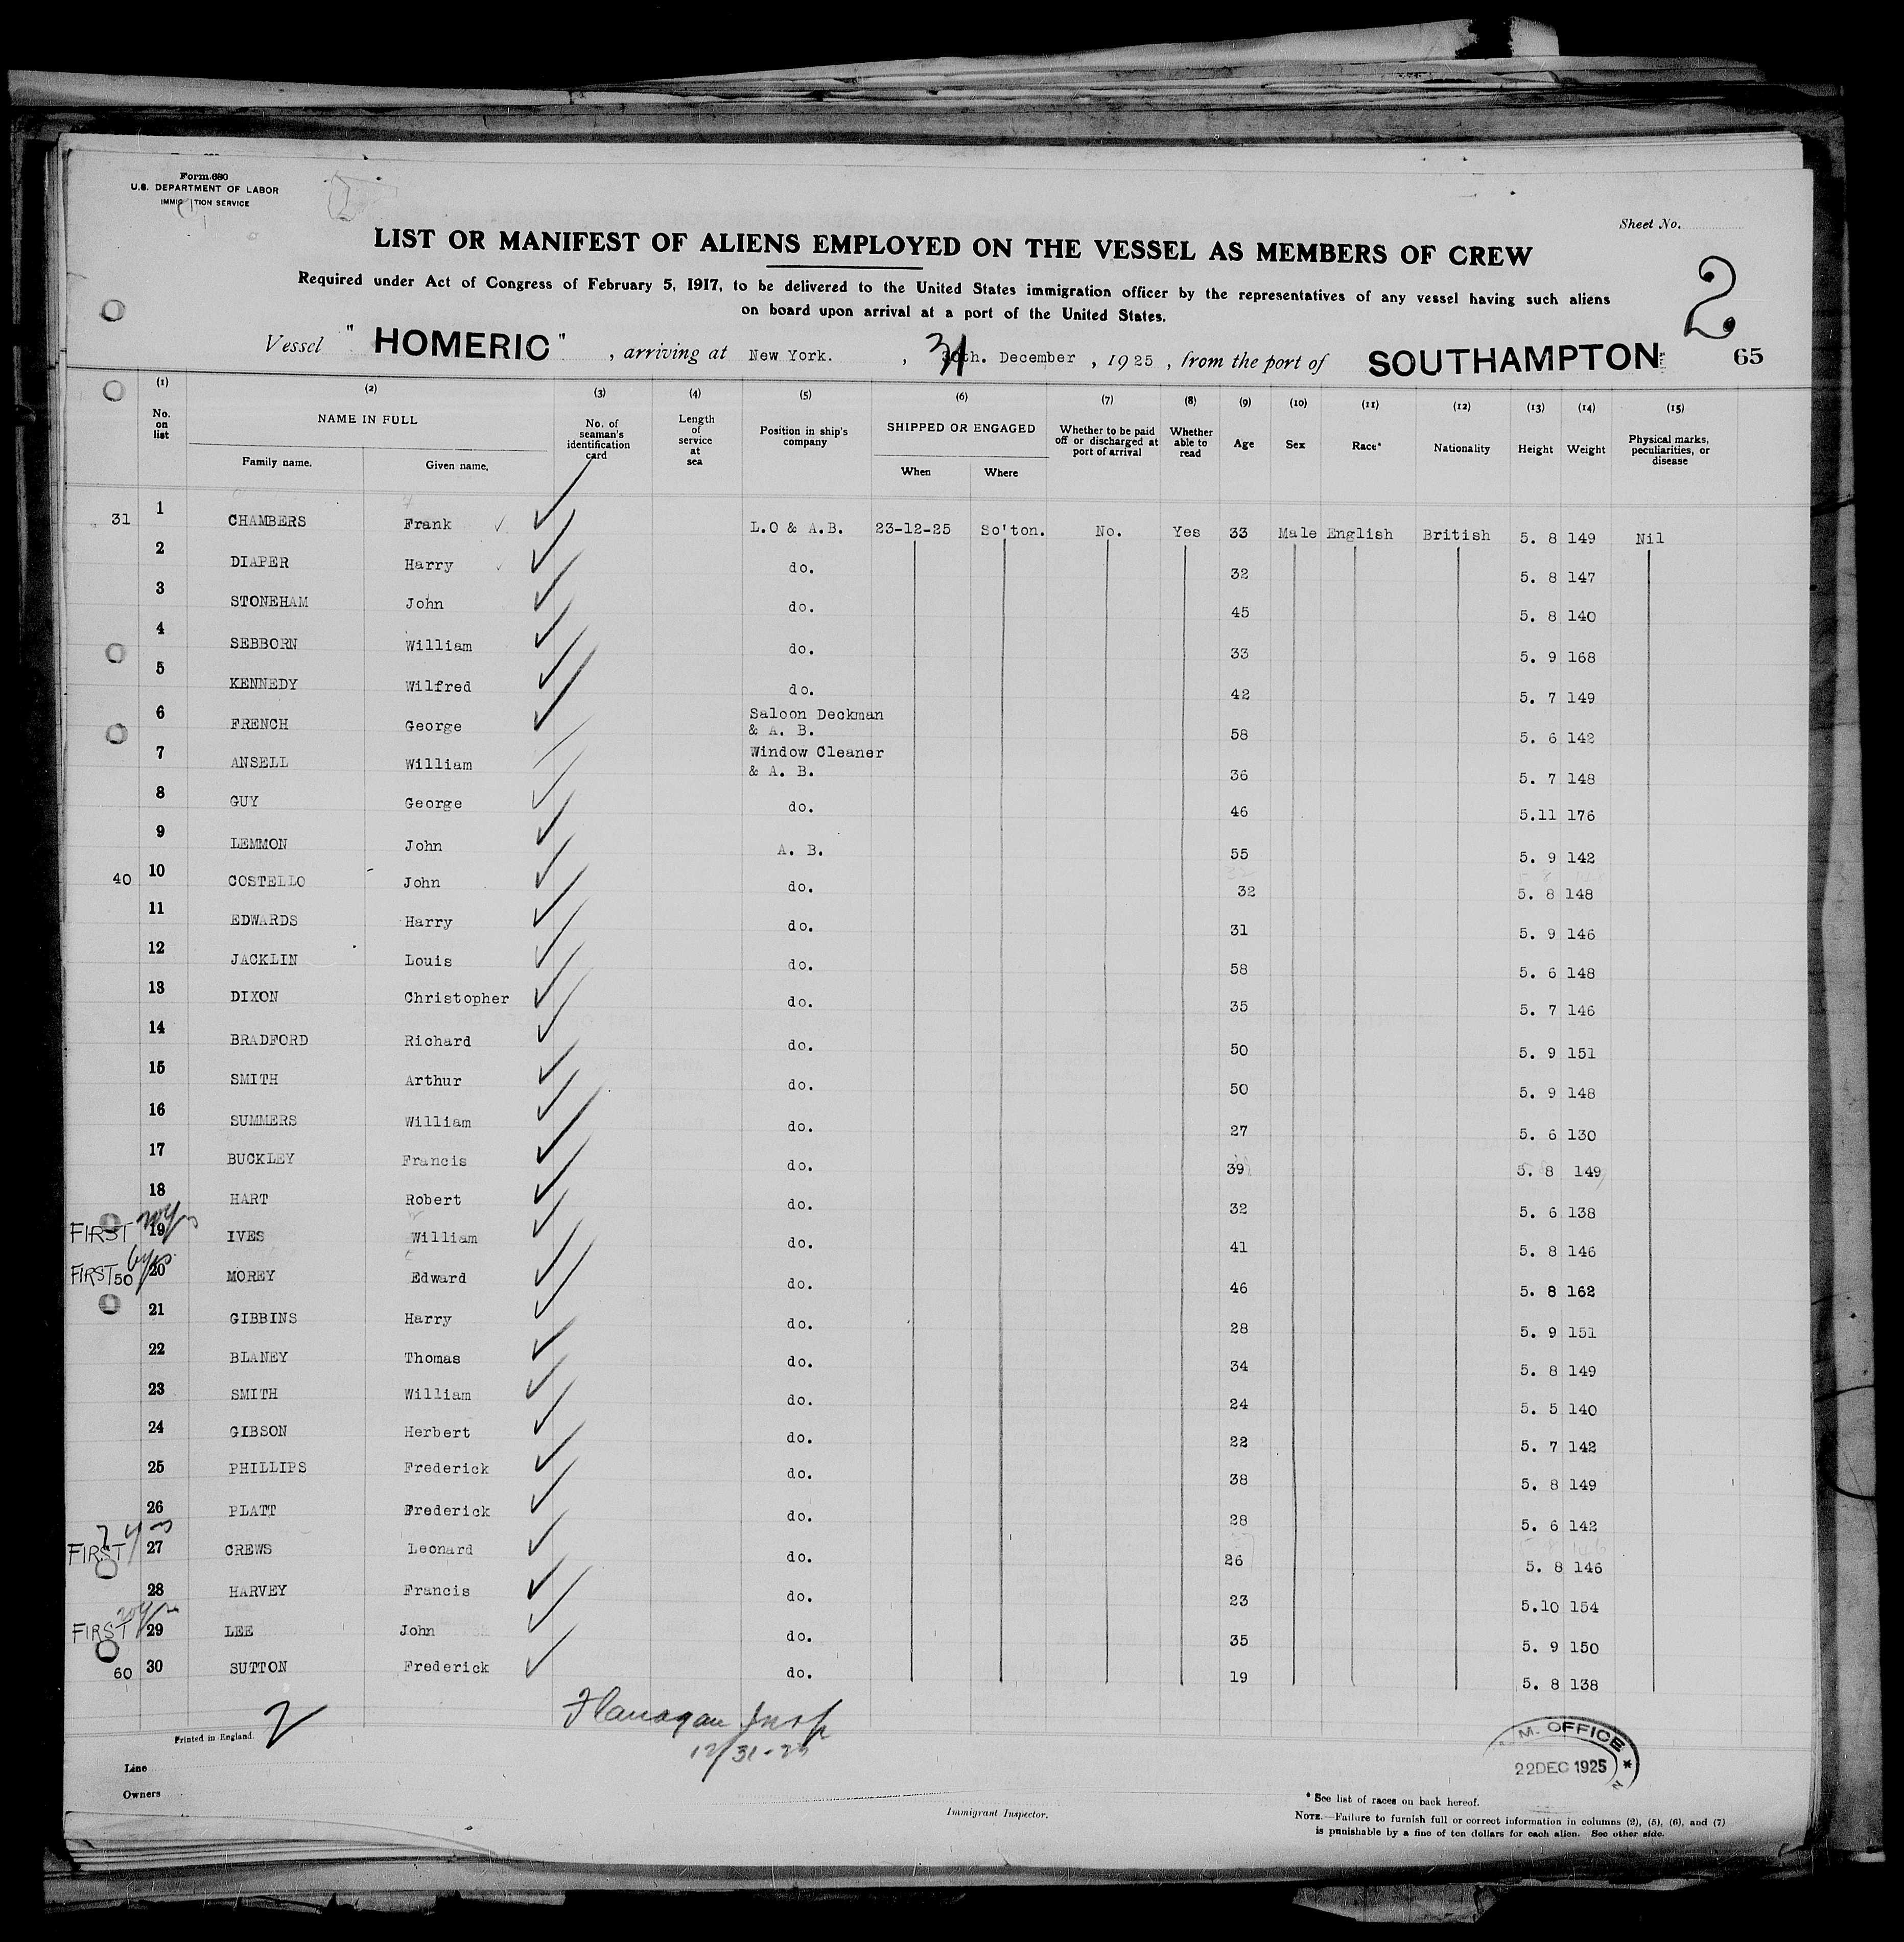 Form 680
U.S. DEPARTMENT OF LABOR
IMMIGRATION SERVICE
Sheet No.
LIST OR MANIFEST OF ALIENS EMPLOYED ON THE VESSEL AS MEMBERS OF CREW
Required under Act of Congress of February 5, 1917, to be delivered to the United States immigration officer by the representatives of any vessel having such aliens
on board upon arrival at a port of the United States.
2
Vessel "HOMERIC", arriving at New York. , 31 30th. December , 1925 , from the port of SOUTHAMPTON 65
(1) (2) (3) (4) (5) (6) (7) (8) (9) (10) (11) (12) (13) (14) (15)
No. on list NAME IN FULL No. of seaman's identification card Length of service at sea Position in ship's company SHIPPED OR ENGAGED Whether to be paid off or discharged at port of arrival Whether able to read Age Sex Race* Nationality Height Weight Physical marks, peculiarities, or disease
Family name. Given name. When Where
31 1 CHAMBERS Frank L.O & A.B. 23-12-25 So'ton. No. Yes 33 Male English British 5. 8 149 Nil
2 DIAPER Harry do. 32 5. 8 147
3 STONEHAM John do. 45 5. 8 140
4 SEBBORN William do. 33 5. 9 168
5 KENNEDY Wilfred do. 42 5. 7 149
6 FRENCH George Saloon Deckman & A. B. 58 5. 6 142
7 ANSELL William Window Cleaner & A. B. 36 5. 7 148
8 GUY George do. 46 5.11 176
9 LEMMON John A. B. 55 5. 9 142
40 10 COSTELLO John do. 32 5. 8 148
11 EDWARDS Harry do. 31 5. 9 146
12 JACKLIN Louis do. 58 5. 6 148
13 DIXON Christopher do. 35 5. 7 146
14 BRADFORD Richard do. 50 5. 9 151
15 SMITH Arthur do. 50 5. 9 148
16 SUMMERS William do. 27 5. 6 130
17 BUCKLEY Francis do. 39 5. 8 149
18 HART Robert do. 32 5. 6 138
FIRST 19 IVES William do. 41 5. 8 146
FIRST 50 6yrs. 20 MOREY Edward do. 46 5. 8 162
21 GIBBINS Harry do. 28 5. 9 151
22 BLANEY Thomas do. 34 5. 8 149
23 SMITH William do. 24 5. 5 140
24 GIBSON Herbert do. 22 5. 7 142
25 PHILLIPS Frederick do. 38 5. 8 149
26 PLATT Frederick do. 28 5. 6 142
FIRST 27 CREWS Leonard do. 26 5. 8 146
28 HARVEY Francis do. 23 5.10 154
FIRST 29 LEE John do. 35 5. 9 150
60 30 SUTTON Frederick do. 19 5. 8 138
2
Flanagan Insp
12/31-25
Printed in England.
Line
Owners
Immigrant Inspector.
M. OFFICE
22DEC 1925
* See list of races on back hereof.
NOTE.—Failure to furnish full or correct information in columns (2), (5), (6), and (7)
is punishable by a fine of ten dollars for each alien. See other side.